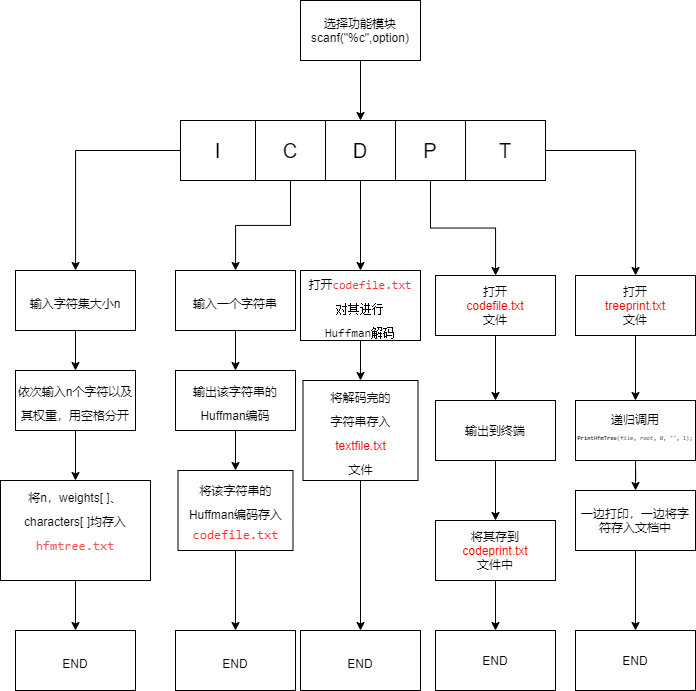 选择功能模块
scanf("%c",option)
I
C
D
P
T
输入字符集大小n
依次输入n个字符以及
其权重，用空格分开
将n，weights[ ]、
characters[ ]均存入
hfmtree.txt
END
输入一个字符串
输出该字符串的
Huffman编码
将该字符串的
Huffman编码存入
codefile.txt
END
打开codefile.txt
对其进行
Huffman解码
将解码完的
字符串存入
textfile.txt
文件
END
打开
codefile.txt
文件
输出到终端
将其存到
codeprint.txt
文件中
END
打开
treeprint.txt
文件
递归调用
PrintHfmTree(file, root, 0, "", 1);
一边打印，一边将字
符存入文档中
END